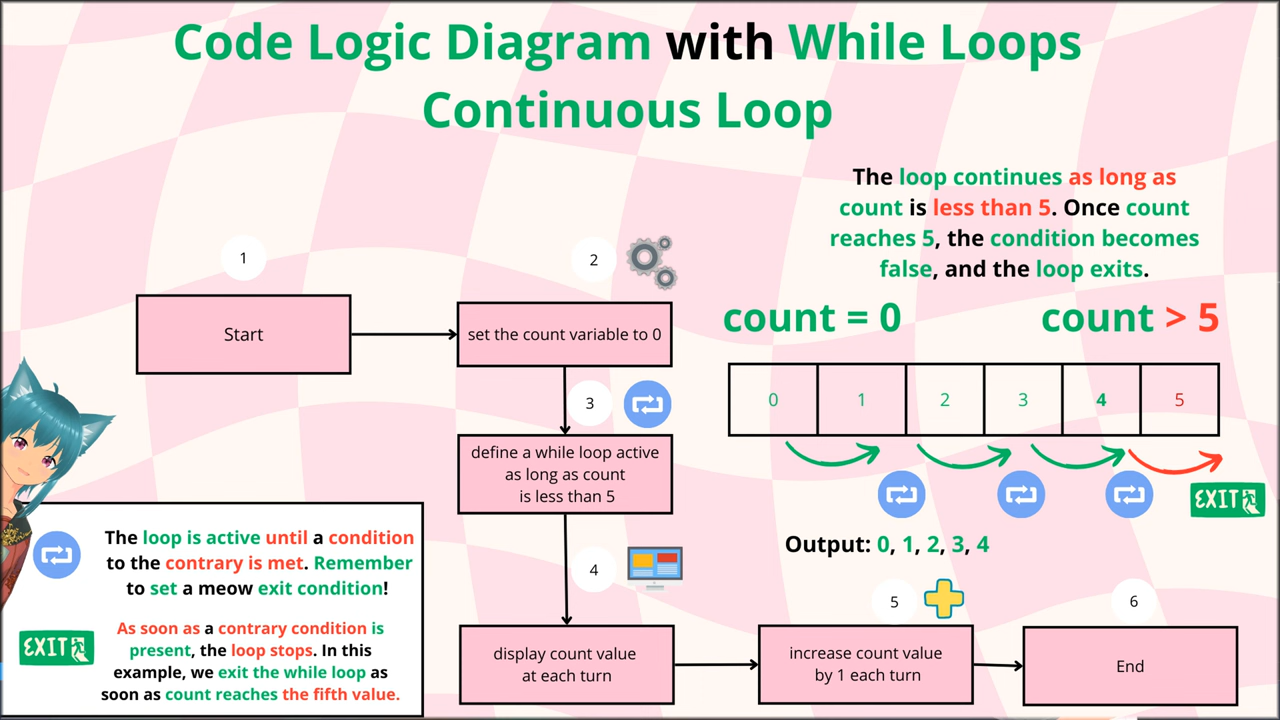 Code Logic Diagram with While Loops
Continuous Loop
The loop continues as long as
count is less than 5. Once count
reaches 5, the condition becomes
false, and the loop exits.
count = 0
count > 5
0 1 2 3 4 5
EXIT
Output: 0, 1, 2, 3, 4
1
Start
2
set the count variable to 0
3
define a while loop active
as long as count
is less than 5
4
display count value
at each turn
5
increase count value
by 1 each turn
6
End
The loop is active until a condition
to the contrary is met. Remember
to set a meow exit condition!
EXIT
As soon as a contrary condition is
present, the loop stops. In this
example, we exit the while loop as
soon as count reaches the fifth value.